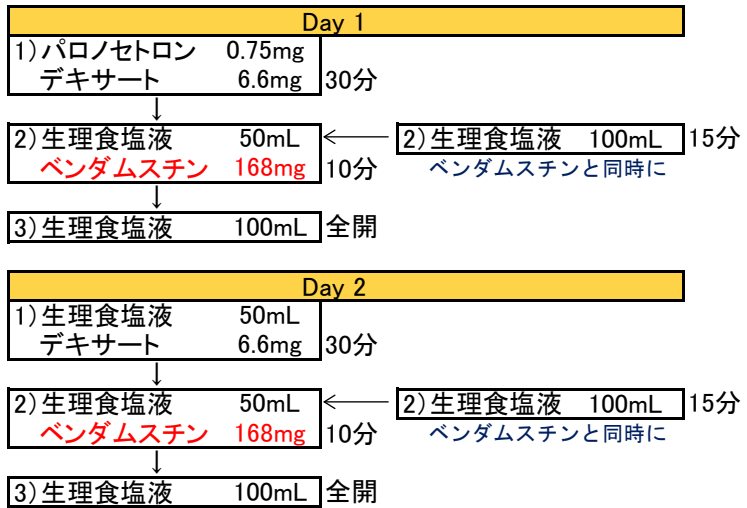 Day 1
1)パロノセトロン 0.75mg
デキサート 6.6mg 30分
↓
2)生理食塩液 50mL ← 2)生理食塩液 100mL 15分
ベンダムスチン 168mg 10分 ベンダムスチンと同時に
↓
3)生理食塩液 100mL 全開
Day 2
1)生理食塩液 50mL
デキサート 6.6mg 30分
↓
2)生理食塩液 50mL ← 2)生理食塩液 100mL 15分
ベンダムスチン 168mg 10分 ベンダムスチンと同時に
↓
3)生理食塩液 100mL 全開